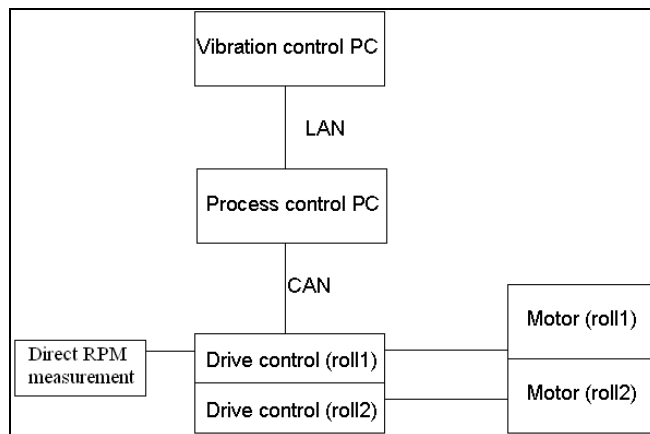 Vibration control PC
LAN
Process control PC
CAN
Motor (roll1)
Direct RPM
measurement
Drive control (roll1)
Drive control (roll2)
Motor (roll2)